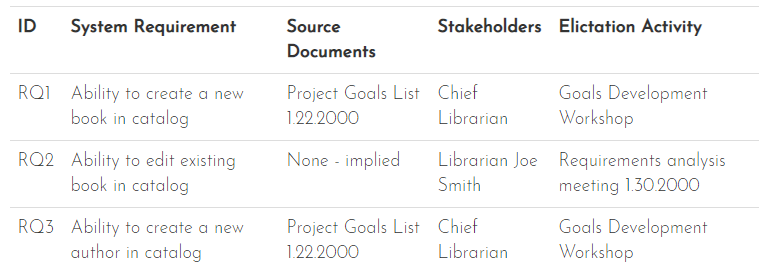 ID System Requirement Source Documents Stakeholders Elictation Activity
RQ1 Ability to create a new book in catalog Project Goals List 1.22.2000 Chief Librarian Goals Development Workshop
RQ2 Ability to edit existing book in catalog None - implied Librarian Joe Smith Requirements analysis meeting 1.30.2000
RQ3 Ability to create a new author in catalog Project Goals List 1.22.2000 Chief Librarian Goals Development Workshop